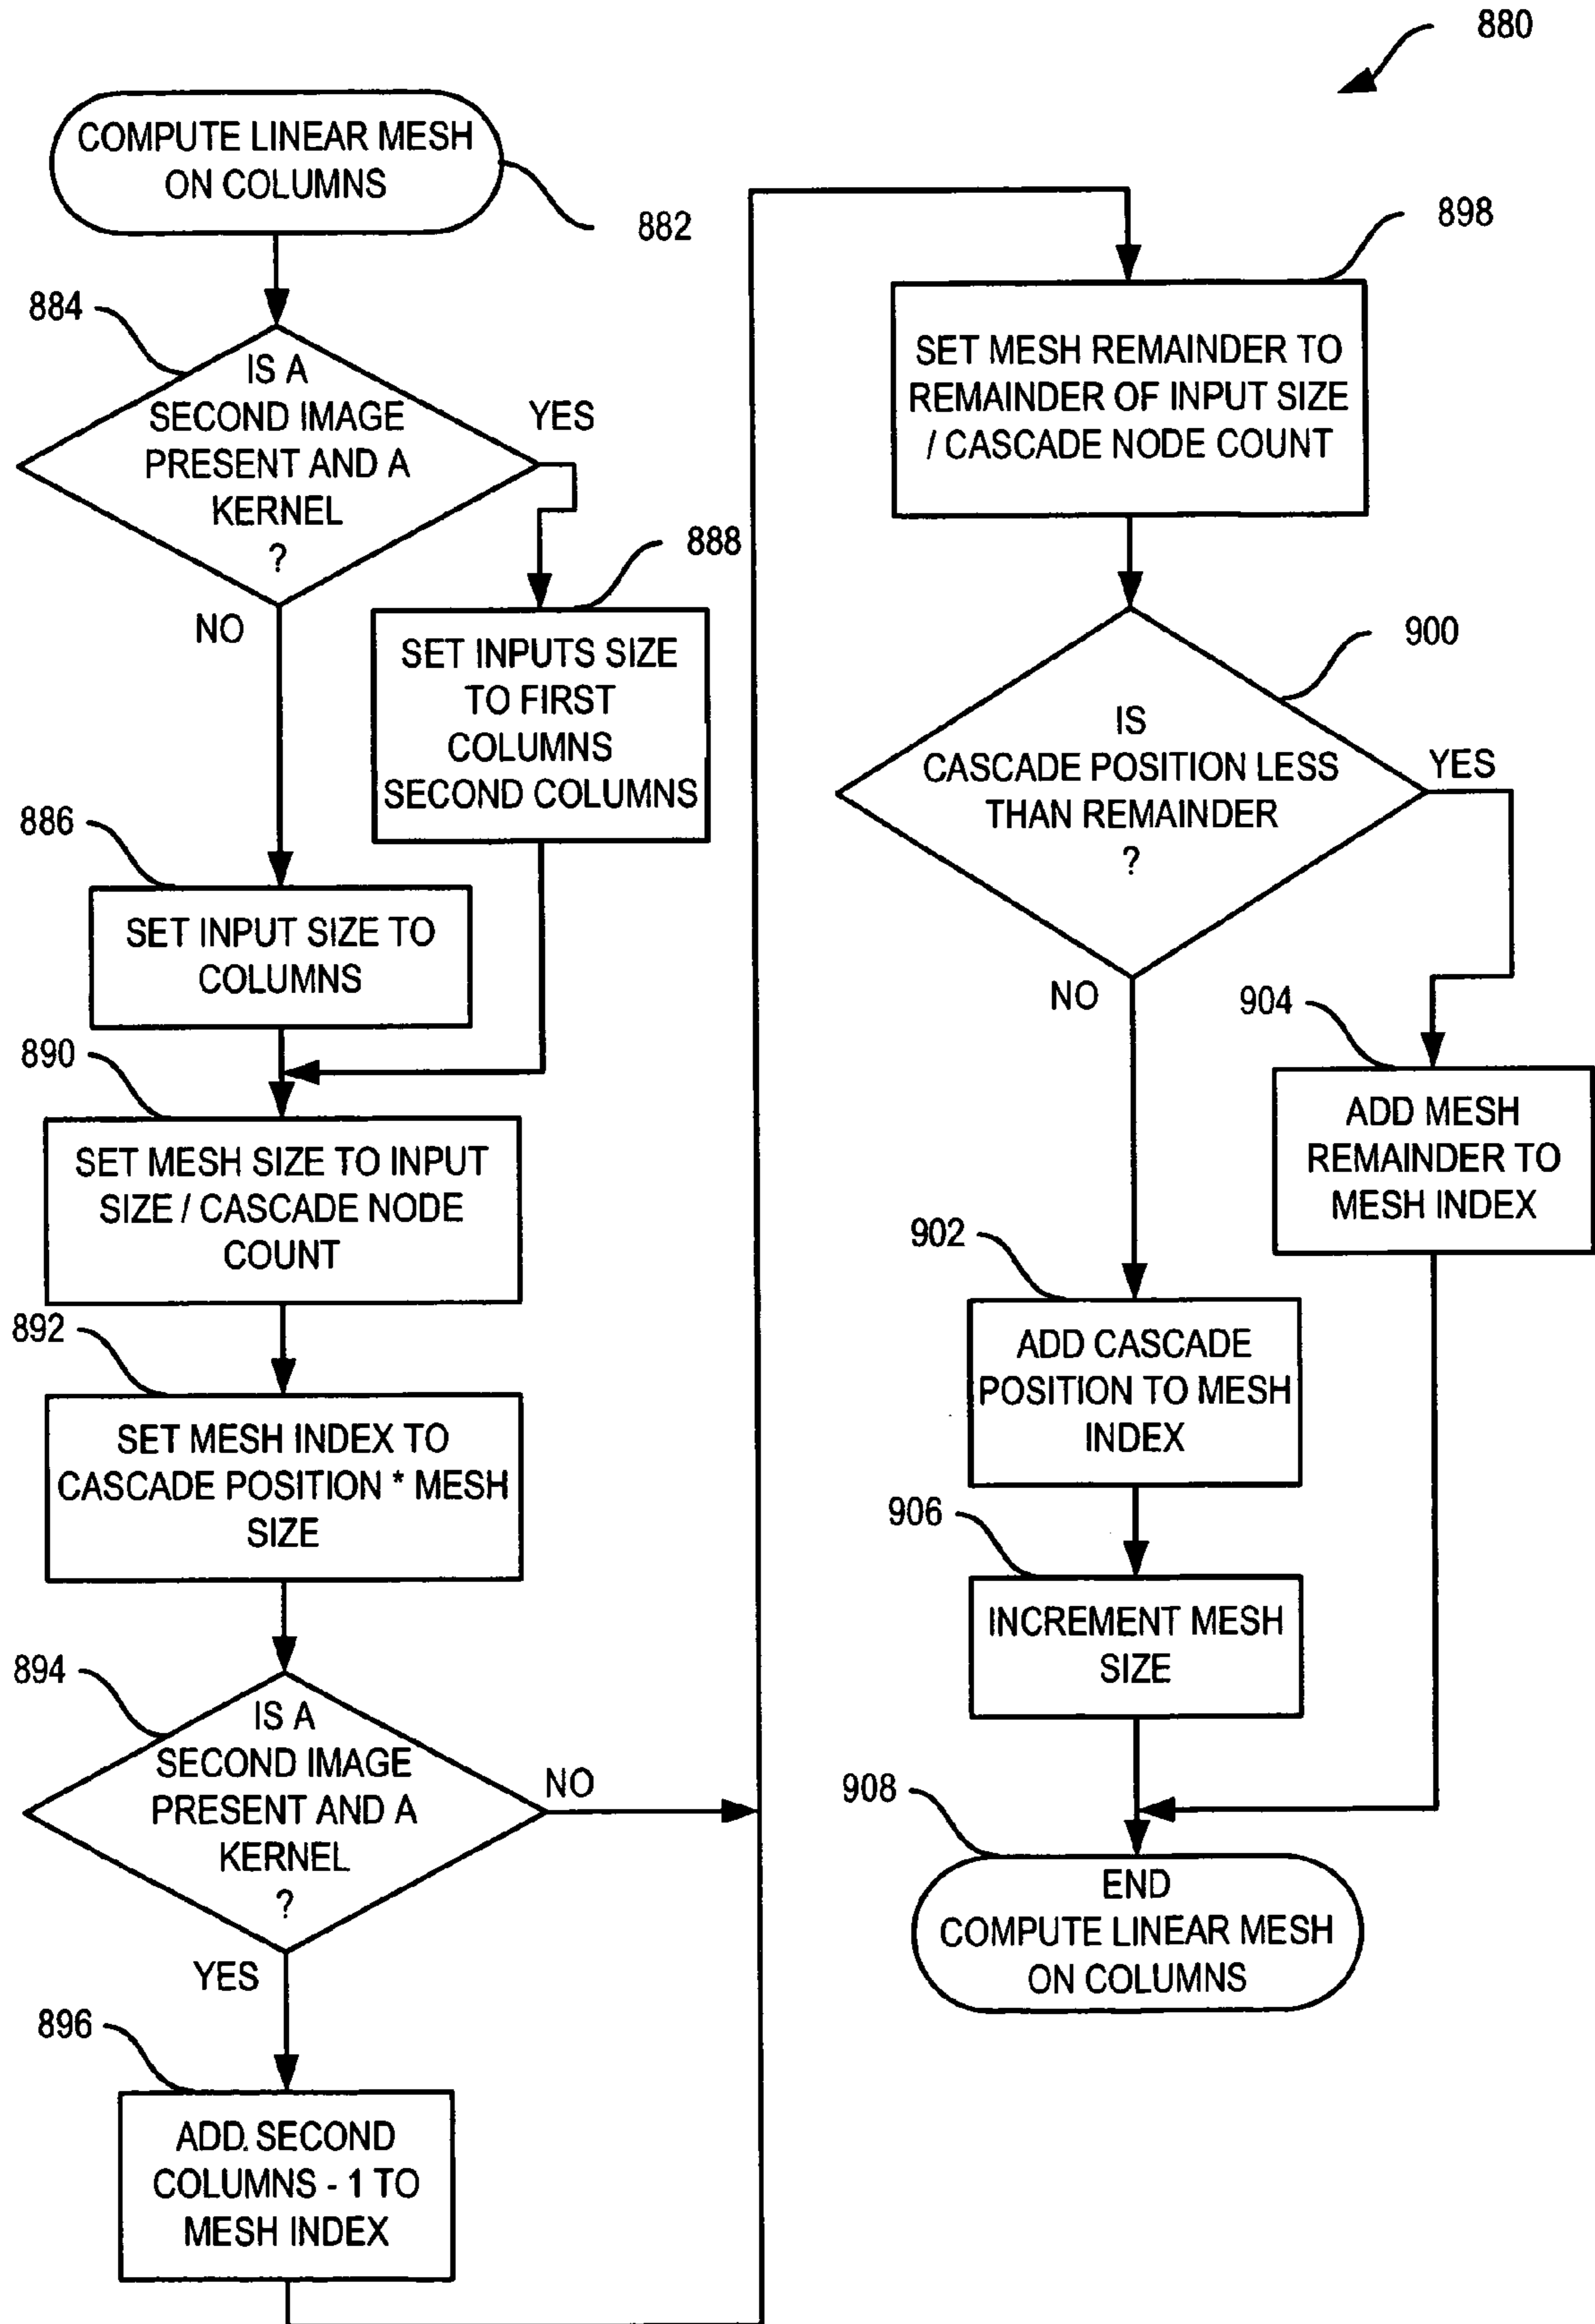 880
COMPUTE LINEAR MESH
ON COLUMNS
882
884
IS A
SECOND IMAGE
PRESENT AND A
KERNEL
?
YES
NO
888
SET INPUTS SIZE
TO FIRST
COLUMNS
SECOND COLUMNS
886
SET INPUT SIZE TO
COLUMNS
890
SET MESH SIZE TO INPUT
SIZE / CASCADE NODE
COUNT
892
SET MESH INDEX TO
CASCADE POSITION * MESH
SIZE
894
IS A
SECOND IMAGE
PRESENT AND A
KERNEL
?
NO
YES
896
ADD. SECOND
COLUMNS - 1 TO
MESH INDEX
898
SET MESH REMAINDER TO
REMAINDER OF INPUT SIZE
/ CASCADE NODE COUNT
900
IS
CASCADE POSITION LESS
THAN REMAINDER
?
YES
NO
904
ADD MESH
REMAINDER TO
MESH INDEX
902
ADD CASCADE
POSITION TO MESH
INDEX
906
INCREMENT MESH
SIZE
908
END
COMPUTE LINEAR MESH
ON COLUMNS